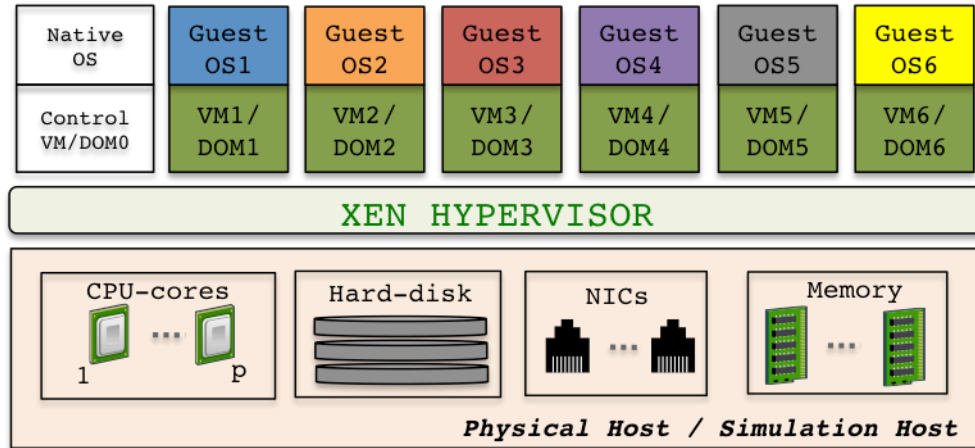 Native
OS
Guest
OS1
Guest
OS2
Guest
OS3
Guest
OS4
Guest
OS5
Guest
OS6
Control
VM/DOM0
VM1/
DOM1
VM2/
DOM2
VM3/
DOM3
VM4/
DOM4
VM5/
DOM5
VM6/
DOM6
XEN HYPERVISOR
CPU-cores
1
p
Hard-disk
NICs
Memory
Physical Host / Simulation Host